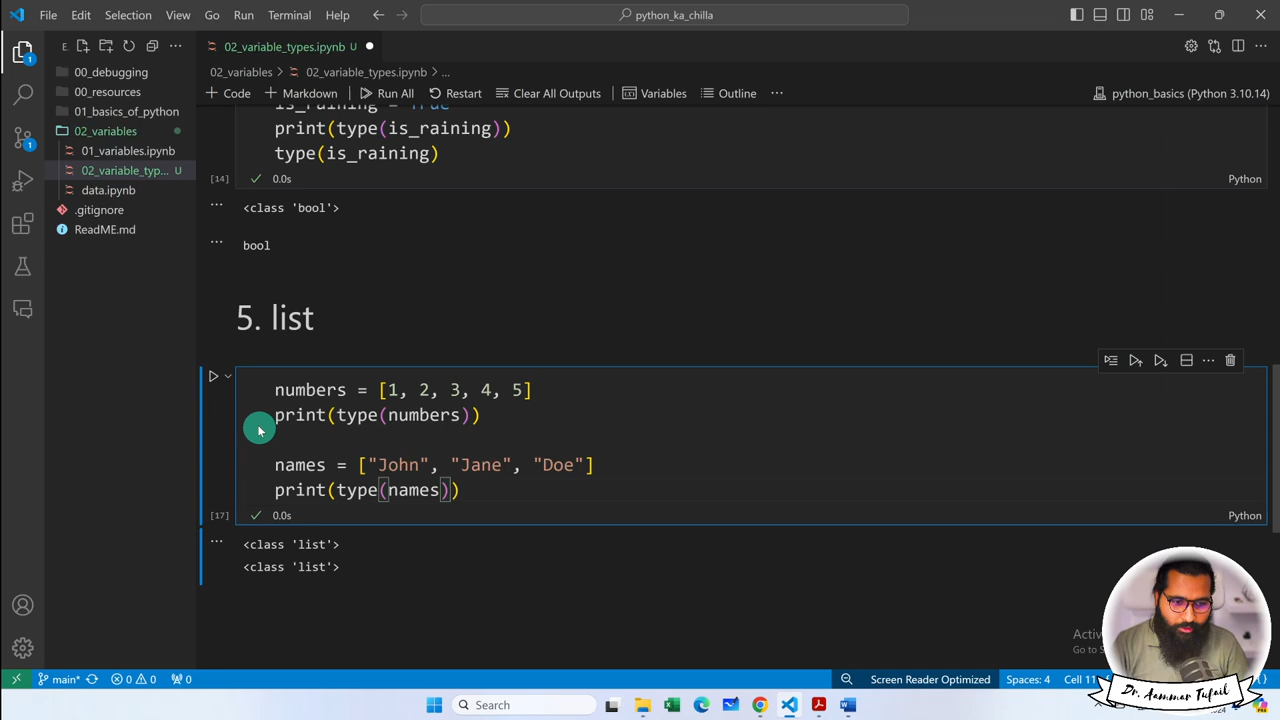 File Edit Selection View Go Run Terminal Help
python_ka_chilla
E
02_variable_types.ipynb U
00_debugging
00_resources
01_basics_of_python
02_variables
01_variables.ipynb
02_variable_typ... U
data.ipynb
.gitignore
ReadME.md
02_variables > 02_variable_types.ipynb > ...
+ Code + Markdown Run All Restart Clear All Outputs Variables Outline ...
python_basics (Python 3.10.14)
is_raining = True
print(type(is_raining))
type(is_raining)
[14] 0.0s Python
<class 'bool'>
bool
5. list
numbers = [1, 2, 3, 4, 5]
print(type(numbers))
names = ["John", "Jane", "Doe"]
print(type(names))
[17] 0.0s Python
<class 'list'>
<class 'list'>
main* 0 0 0 Screen Reader Optimized Spaces: 4 Cell 11
Search
Dr. Aammar Tufail